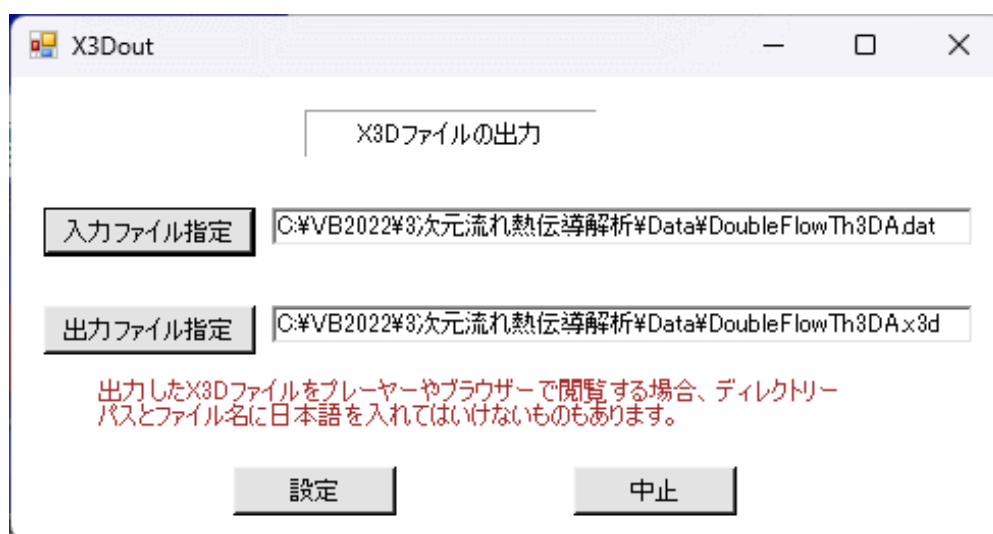 X3Dout
X3Dファイルの出力
入力ファイル指定
C:¥VB2022¥3次元流れ熱伝導解析¥Data¥DoubleFlowTh3DA.dat
出力ファイル指定
C:¥VB2022¥3次元流れ熱伝導解析¥Data¥DoubleFlowTh3DA.x3d
出力したX3Dファイルをプレーヤーやブラウザーで閲覧する場合、ディレクトリー
パスとファイル名に日本語を入れてはいけないものもあります。
設定
中止